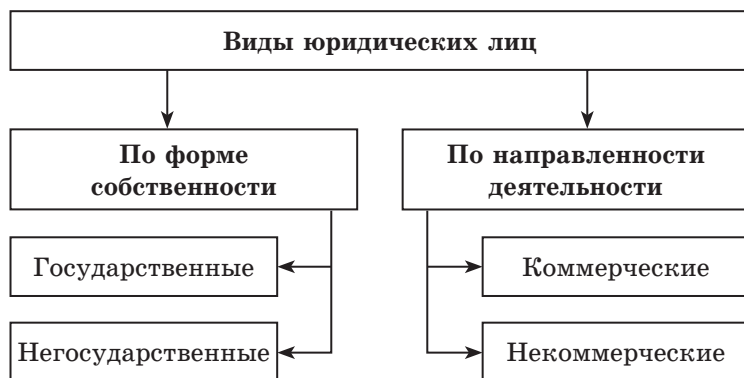 Виды юридических лиц
По форме
собственности
По направленности
деятельности
Государственные
Коммерческие
Негосударственные
Некоммерческие